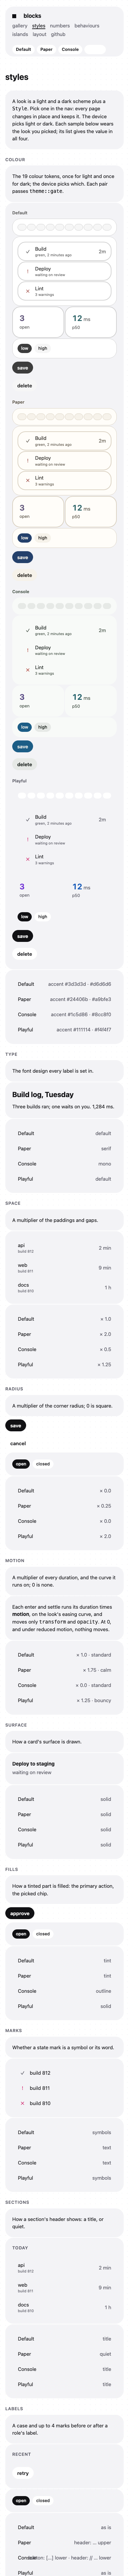 blocks
gallery styles numbers behaviours
islands layout github
Default Paper Console
styles
A look is a light and dark scheme plus a
Style. Pick one in the menu: every page
changes in place and keeps it. The device
picks light or dark. Each sample below wears
the look you picked; its list gives the value in
all four.
COLOUR
The 19 colour tokens, once for light and once
for dark; the device picks which. Each pair
passes theme::gate.
Default
✓ Build
green, 2 minutes ago
2m
! Deploy
waiting on review
✕ Lint
3 warnings
3
open
12 ms
p50
low high
save
delete
Paper
✓ Build
green, 2 minutes ago
2m
! Deploy
waiting on review
✕ Lint
3 warnings
3
open
12 ms
p50
low high
save
delete
Console
✓ Build
green, 2 minutes ago
2m
! Deploy
waiting on review
✕ Lint
3 warnings
3
open
12 ms
p50
low high
save
delete
Playful
✓ Build
green, 2 minutes ago
2m
! Deploy
waiting on review
✕ Lint
3 warnings
3
open
12 ms
p50
low high
save
delete
Default accent #3d3d3d · #d6d6d6
Paper accent #24406b · #a9bfe3
Console
Playful accent #111114 · #f4f4f7
TYPE
The font design every label is set in.
Build log, Tuesday
Three builds ran; one waits on you. 1,284 ms.
Default default
Paper serif
Console mono
Playful default
SPACE
A multiplier of the paddings and gaps.
api
build 812
2 min
web
build 811
9 min
docs
build 810
1 h
Default × 1.0
Paper × 2.0
Console × 0.5
Playful × 1.25
RADIUS
A multiplier of the corner radius; 0 is square.
save
cancel
open closed
Default × 0.0
Paper × 0.25
Console × 0.0
Playful × 2.0
MOTION
A multiplier of every duration, and the curve it
runs on; 0 is none.
Each enter and settle runs its duration times
motion, on the look's easing curve, and
moves only transform and opacity. At 0,
and under reduced motion, nothing moves.
Default × 1.0 · standard
Paper × 1.75 · calm
Console × 0.0 · standard
Playful × 1.25 · bouncy
SURFACE
How a card's surface is drawn.
Deploy to staging
waiting on review
Default solid
Paper solid
Console solid
Playful solid
FILLS
How a tinted part is filled: the primary action,
the picked chip.
approve
open closed
Default tint
Paper tint
Console outline
Playful solid
MARKS
Whether a state mark is a symbol or its word.
✓ build 812
! build 811
✕ build 810
Default symbols
Paper text
Console text
Playful symbols
SECTIONS
How a section's header shows: a title, or
quiet.
TODAY
api
build 812
2 min
web
build 811
9 min
docs
build 810
1 h
Default title
Paper quiet
Console title
Playful title
LABELS
A case and up to 4 marks before or after a
role's label.
RECENT
retry
open closed
Default as is
Paper header: ... upper
[...] lower · header: // ... lower
Playful as is